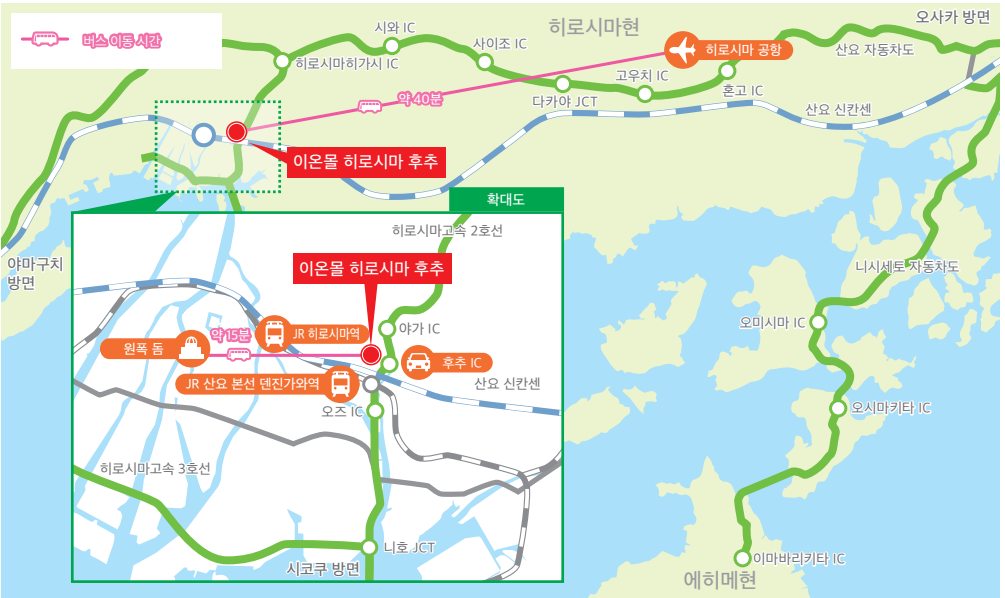 버스 이동 시간
히로시마현
오사카 방면
시와 IC
사이조 IC
히로시마 공항
산요 자동차도
히로시마히가시 IC
고우치 IC
혼고 IC
다카야 JCT
약 40분
산요 신칸센
이온몰 히로시마 후추
확대도
히로시마고속 2호선
야마구치
방면
이온몰 히로시마 후추
니시세토 자동차도
오미시마 IC
야가 IC
약 15분
JR 히로시마역
원폭 돔
후추 IC
JR 산요 본선 덴진가와역
산요 신칸센
오즈 IC
오시마키타 IC
히로시마고속 3호선
니호 JCT
시코쿠 방면
이마바리키타 IC
에히메현